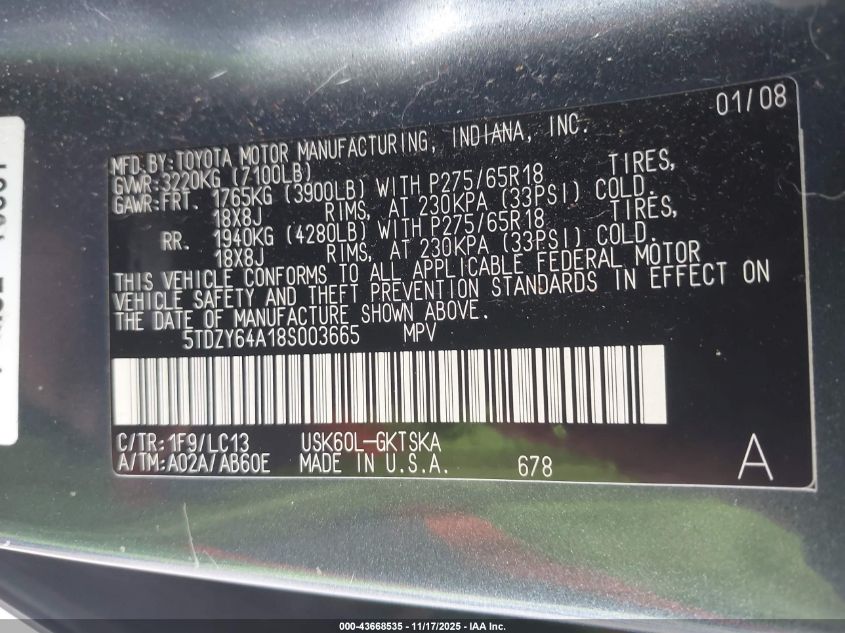 01/08
MFD.BY:TOYOTA MOTOR MANUFACTURING, INDIANA, INC.
GVWR:3220KG (7100LB)
GAWR:FRT. 1765KG (3900LB) WITH P275/65R18 TIRES,
18X8J RIMS, AT 230KPA (33PSI) COLD.
RR. 1940KG (4280LB) WITH P275/65R18 TIRES,
18X8J RIMS, AT 230KPA (33PSI) COLD.
THIS VEHICLE CONFORMS TO ALL APPLICABLE FEDERAL MOTOR
VEHICLE SAFETY AND THEFT PREVENTION STANDARDS IN EFFECT ON
THE DATE OF MANUFACTURE SHOWN ABOVE.
5TDZY64A18S003665 MPV
C/TR:1F9/LC13 USK60L-GKTSKA
A/TM:A02A/AB60E MADE IN U.S.A. 678 A
000-43668535 - 11/17/2025 - IAA Inc.